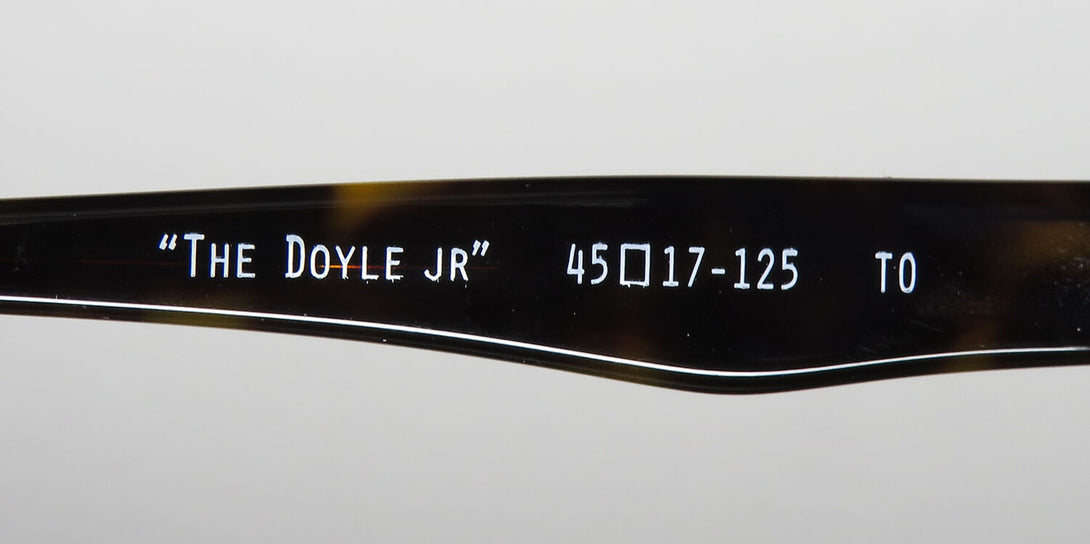 “THE DOYLE JR” 45□17-125 TO